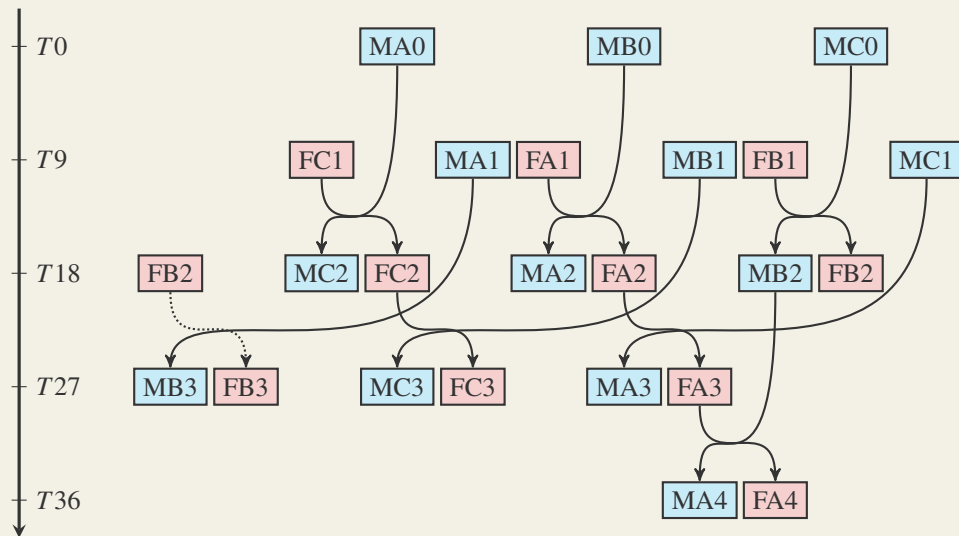 T0 MA0 MB0 MC0
T9 FC1 MA1 FA1 MB1 FB1 MC1
T18 FB2 MC2 FC2 MA2 FA2 MB2 FB2
T27 MB3 FB3 MC3 FC3 MA3 FA3
T36 MA4 FA4